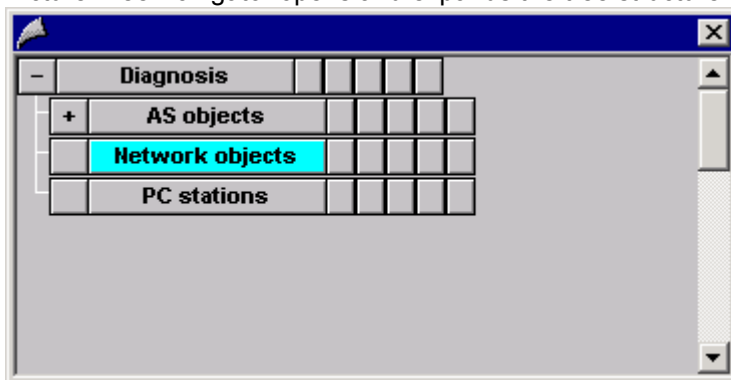 − Diagnosis
+ AS objects
Network objects
PC stations